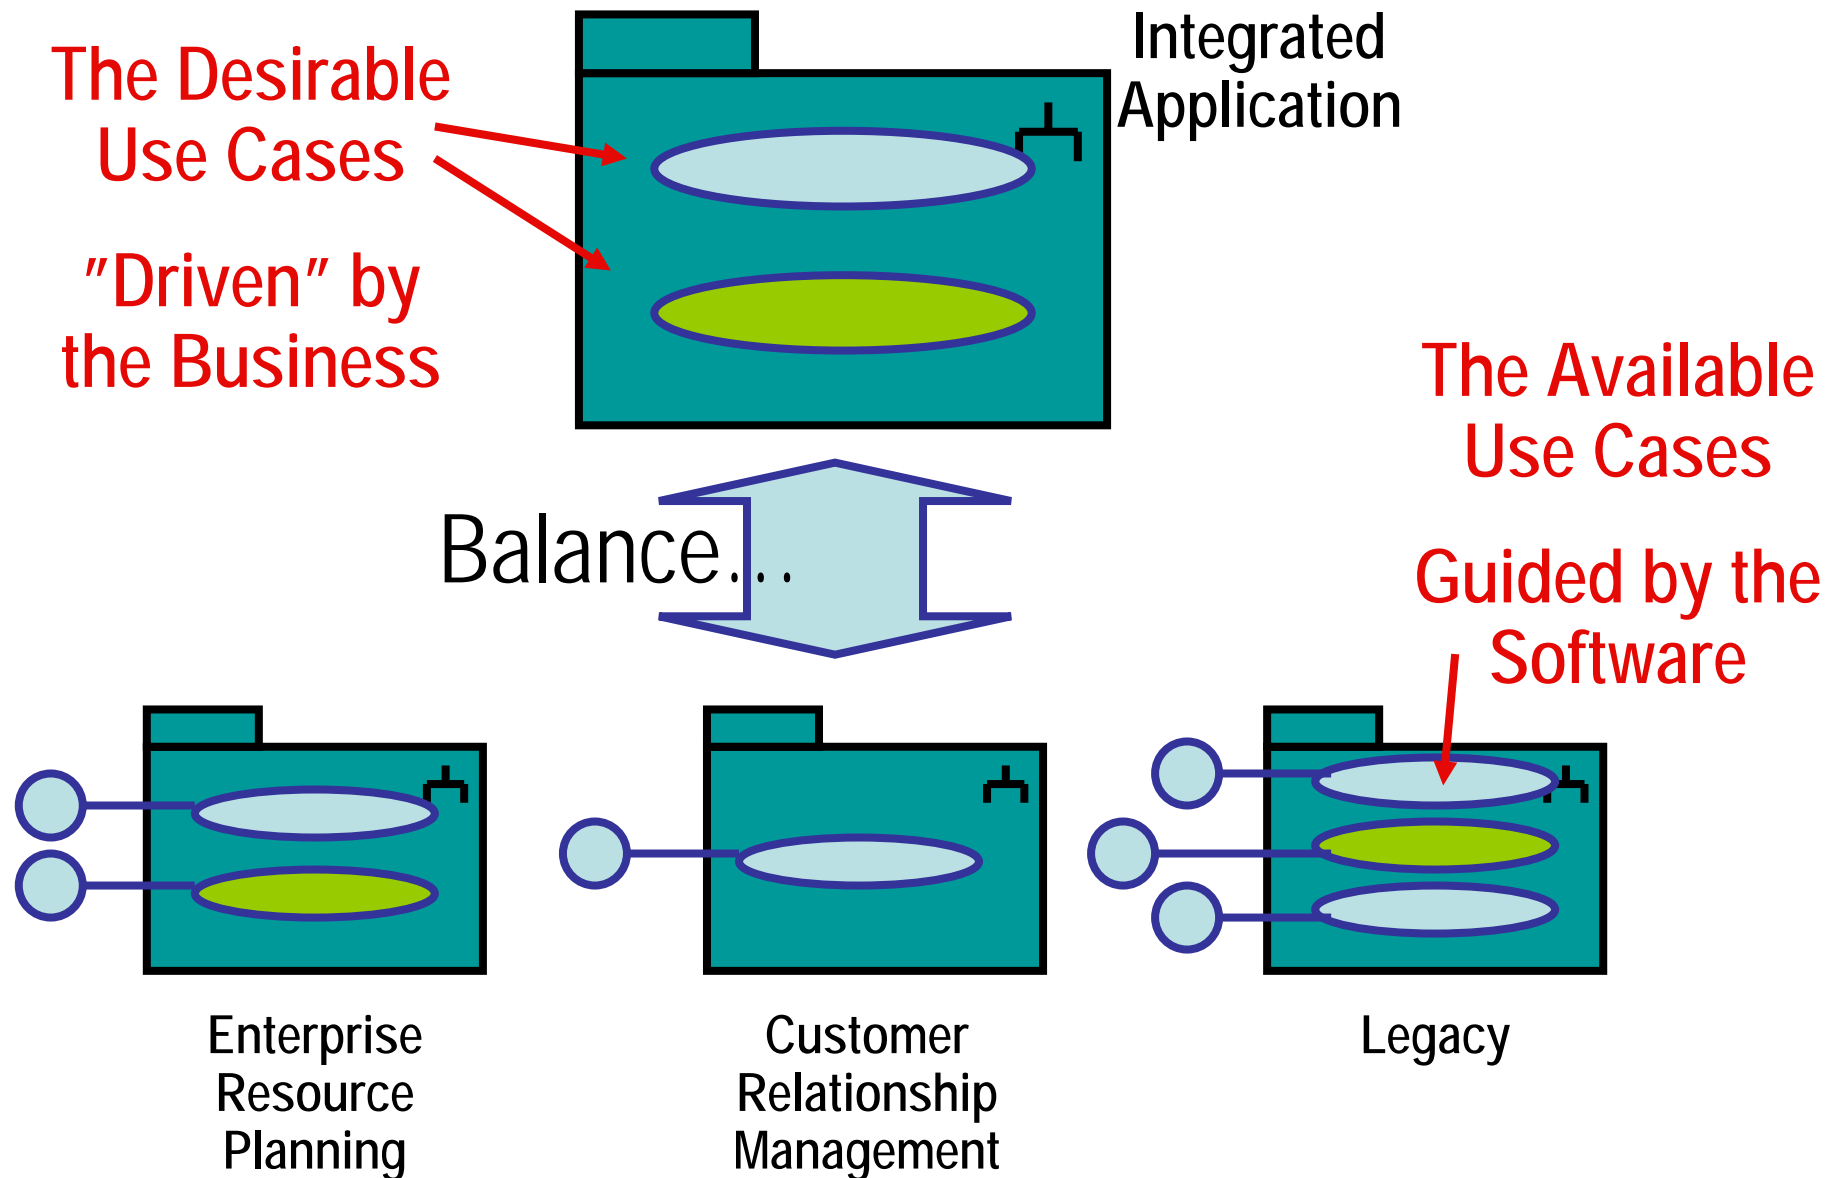 Integrated
Application
The Desirable
Use Cases
"Driven" by
the Business
The Available
Use Cases
Guided by the
Software
Balance...
Enterprise
Resource
Planning
Customer
Relationship
Management
Legacy